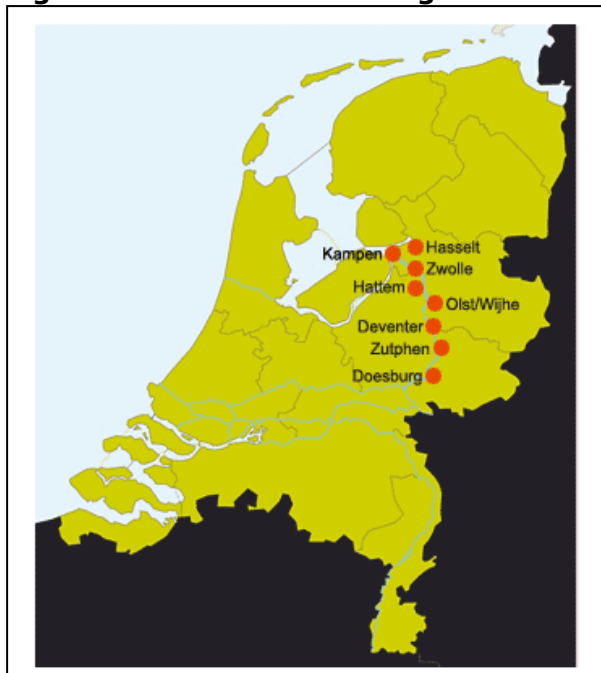 Hasselt
Kampen
Zwolle
Hattem
Olst/Wijhe
Deventer
Zutphen
Doesburg